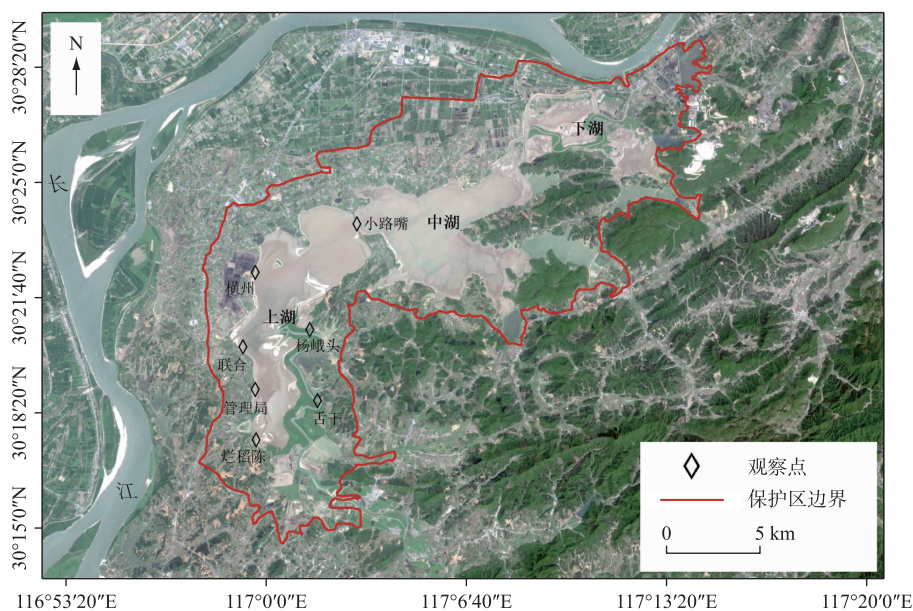 N
30°28′20″N
30°25′0″N
30°21′40″N
30°18′20″N
30°15′0″N
长
江
下湖
中湖
小路嘴
横州
上湖
杨峨头
联合
管理局
舌干
烂稻陈
观察点
保护区边界
0 5 km
116°53′20″E 117°0′0″E 117°6′40″E 117°13′20″E 117°20′0″E